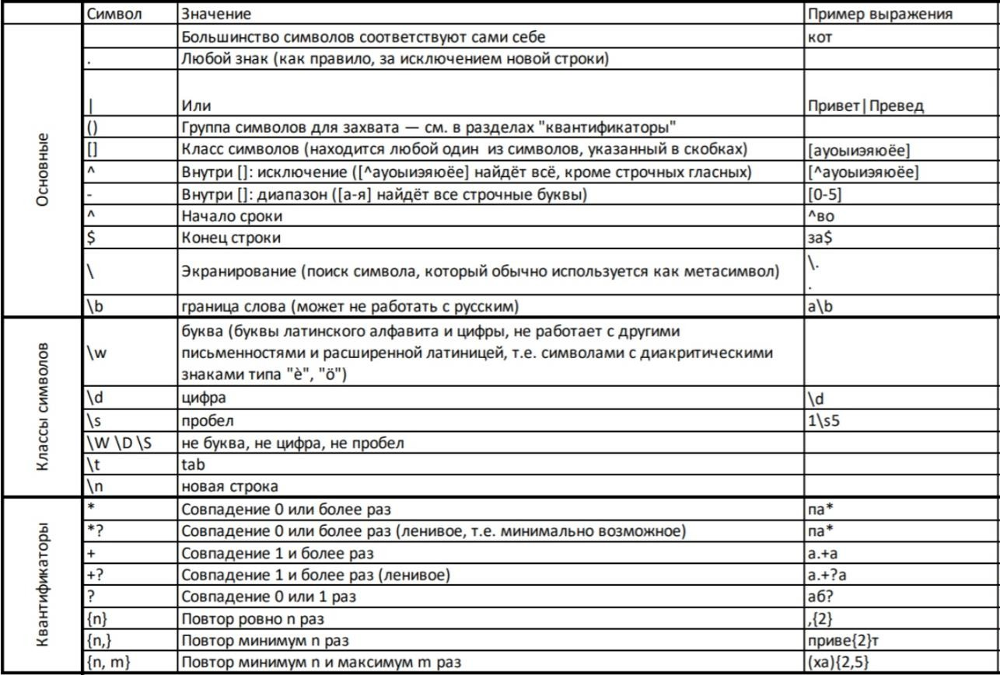 Символ Значение Пример выражения
Основные
Большинство символов соответствуют сами себе кот
. Любой знак (как правило, за исключением новой строки)
| Или Привет|Превед
() Группа символов для захвата — см. в разделах "квантификаторы"
[] Класс символов (находится любой один из символов, указанный в скобках) [ауоыиэяюёе]
^ Внутри []: исключение ([^ауоыиэяюёе] найдёт всё, кроме строчных гласных) [^ауоыиэяюёе]
- Внутри []: диапазон ([а-я] найдёт все строчные буквы) [0-5]
^ Начало сроки ^во
$ Конец строки за$
\ Экранирование (поиск символа, который обычно используется как метасимвол) \.
.
\b граница слова (может не работать с русским) а\b
Классы символов
\w буква (буквы латинского алфавита и цифры, не работает с другими
письменностями и расширенной латиницей, т.е. символами с диакритическими
знаками типа "è", "ö")
\d цифра \d
\s пробел 1\s5
\W \D \S не буква, не цифра, не пробел
\t tab
\n новая строка
Квантификаторы
* Совпадение 0 или более раз па*
*? Совпадение 0 или более раз (ленивое, т.е. минимально возможное) па*
+ Совпадение 1 и более раз а.+а
+? Совпадение 1 и более раз (ленивое) а.+?а
? Совпадение 0 или 1 раз аб?
{n} Повтор ровно n раз ,{2}
{n,} Повтор минимум n раз приве{2}т
{n, m} Повтор минимум n и максимум m раз (ха){2,5}